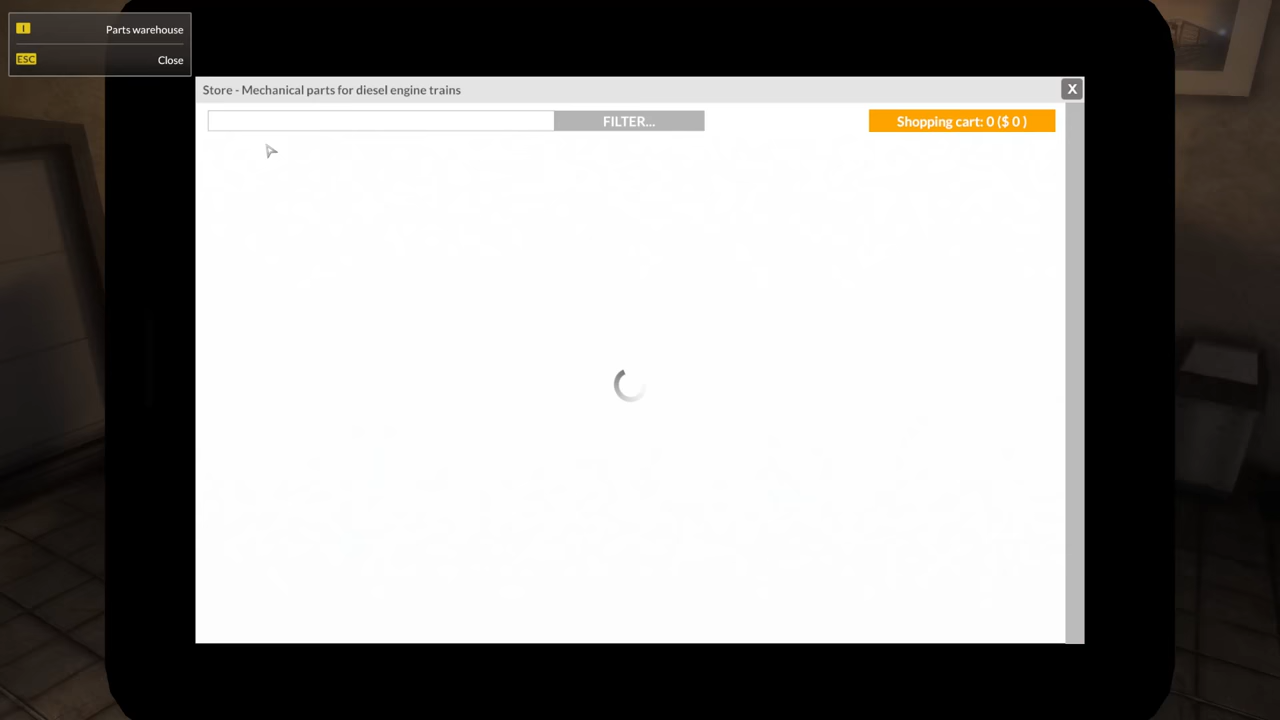 I Parts warehouse
ESC Close
Store - Mechanical parts for diesel engine trains X
FILTER... Shopping cart: 0 ($ 0 )